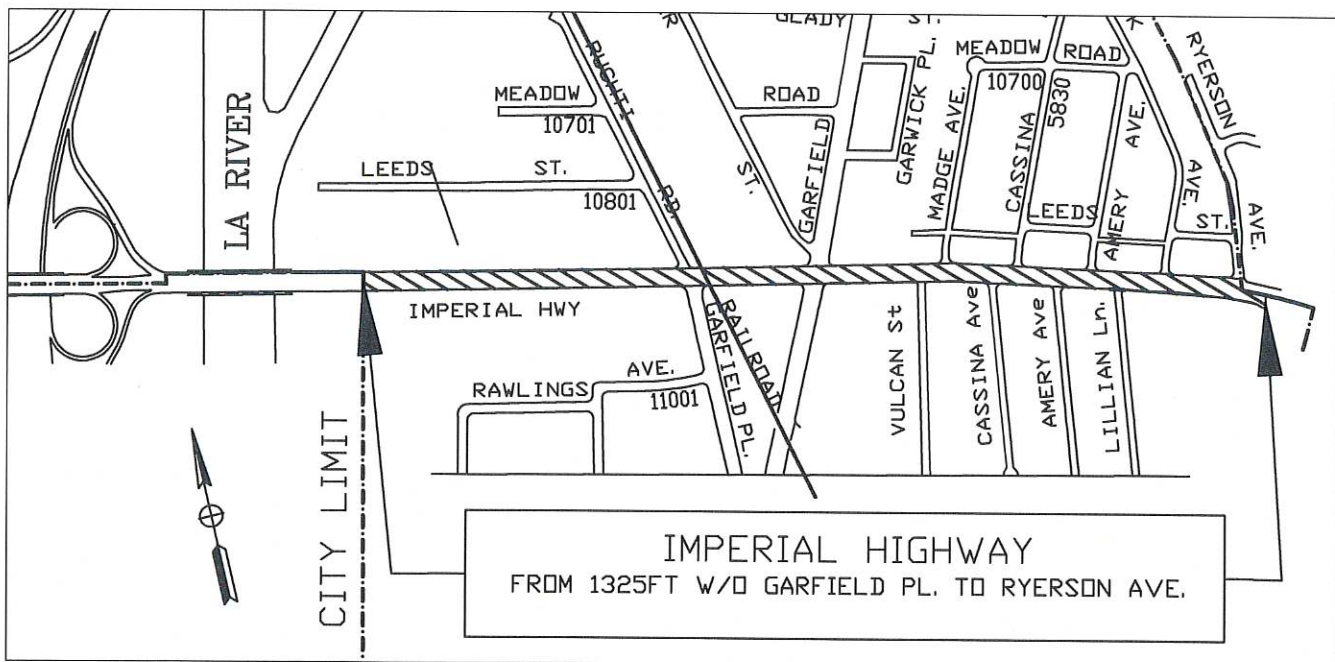 GLADY ST.
RUCHTI RD.
MEADOW
10701
ROAD
GARFIELD
GARWICK PL.
MEADOW ROAD
10700
5830
RYERSON AVE.
LA RIVER
LEEDS ST.
10801
ST.
MADGE AVE.
CASSINA
LEEDS ST.
AMERY AVE.
AVE.
IMPERIAL HWY
GARFIELD PL.
RAILROAD
VULCAN St
CASSINA Ave
AMERY Ave
LILLIAN Ln.
RAWLINGS AVE.
11001
CITY LIMIT
IMPERIAL HIGHWAY
FROM 1325FT W/O GARFIELD PL. TO RYERSON AVE.